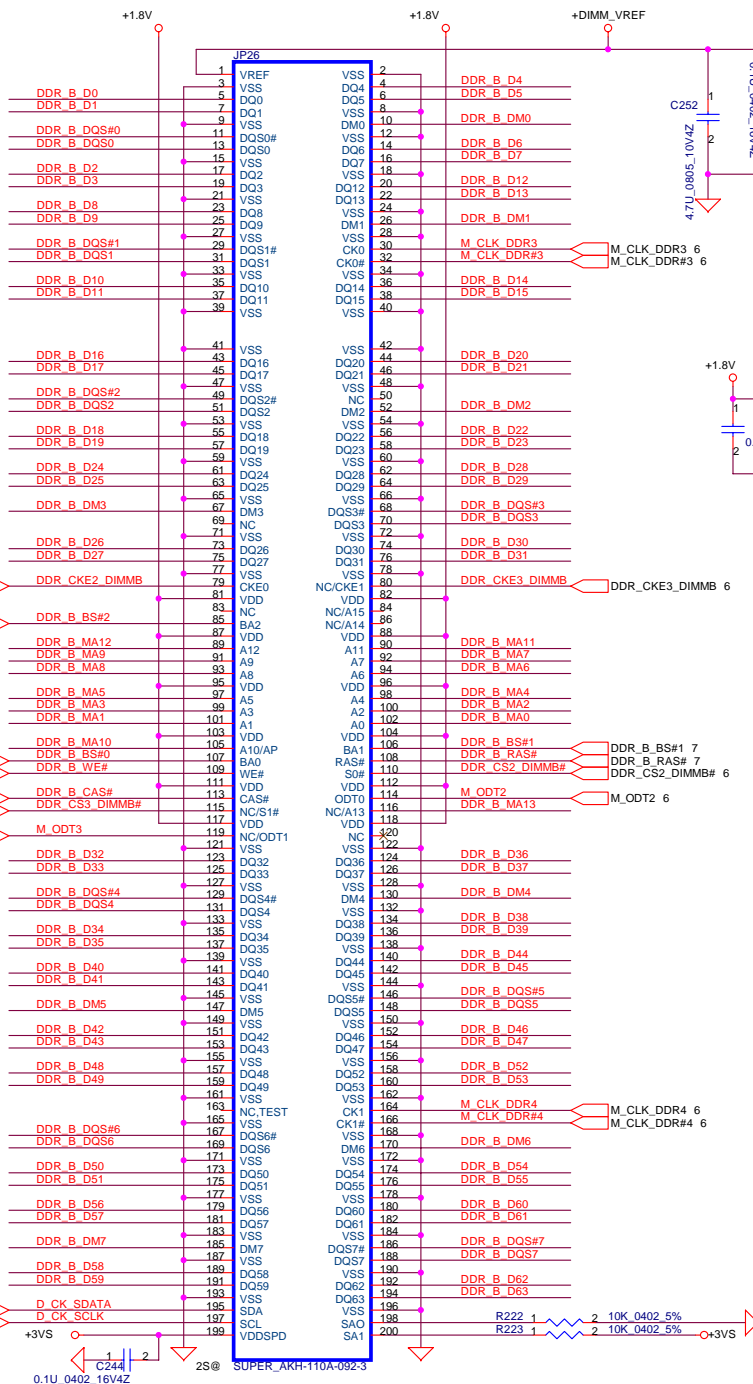 +1.8V +1.8V +DIMM_VREF
JP26
1 VREF VSS 2
3 VSS DQ4 4 DDR_B_D4
DDR_B_D0 5 DQ0 DQ5 6 DDR_B_D5
DDR_B_D1 7 DQ1 VSS 8
9 VSS DM0 10 DDR_B_DM0
DDR_B_DQS#0 11 DQS0# VSS 12
DDR_B_DQS0 13 DQS0 DQ6 14 DDR_B_D6
15 VSS DQ7 16 DDR_B_D7
DDR_B_D2 17 DQ2 VSS 18
DDR_B_D3 19 DQ3 DQ12 20 DDR_B_D12
21 VSS DQ13 22 DDR_B_D13
DDR_B_D8 23 DQ8 VSS 24
DDR_B_D9 25 DQ9 DM1 26 DDR_B_DM1
27 VSS VSS 28
DDR_B_DQS#1 29 DQS1# CK0 30 M_CLK_DDR3 M_CLK_DDR3 6
DDR_B_DQS1 31 DQS1 CK0# 32 M_CLK_DDR#3 M_CLK_DDR#3 6
33 VSS VSS 34
DDR_B_D10 35 DQ10 DQ14 36 DDR_B_D14
DDR_B_D11 37 DQ11 DQ15 38 DDR_B_D15
39 VSS VSS 40
C252 1 2 4.7U_0805_10V4Z
41 VSS VSS 42
DDR_B_D16 43 DQ16 DQ20 44 DDR_B_D20
DDR_B_D17 45 DQ17 DQ21 46 DDR_B_D21
+1.8V 1 2 0.
47 VSS VSS 48
DDR_B_DQS#2 49 DQS2# NC 50
DDR_B_DQS2 51 DQS2 DM2 52 DDR_B_DM2
53 VSS VSS 54
DDR_B_D18 55 DQ18 DQ22 56 DDR_B_D22
DDR_B_D19 57 DQ19 DQ23 58 DDR_B_D23
59 VSS VSS 60
DDR_B_D24 61 DQ24 DQ28 62 DDR_B_D28
DDR_B_D25 63 DQ25 DQ29 64 DDR_B_D29
65 VSS VSS 66
DDR_B_DM3 67 DM3 DQS3# 68 DDR_B_DQS#3
69 NC DQS3 70 DDR_B_DQS3
71 VSS VSS 72
DDR_B_D26 73 DQ26 DQ30 74 DDR_B_D30
DDR_B_D27 75 DQ27 DQ31 76 DDR_B_D31
77 VSS VSS 78
DDR_CKE2_DIMMB 79 CKE0 NC/CKE1 80 DDR_CKE3_DIMMB DDR_CKE3_DIMMB 6
81 VDD VDD 82
83 NC NC/A15 84
DDR_B_BS#2 85 BA2 NC/A14 86
87 VDD VDD 88
DDR_B_MA12 89 A12 A11 90 DDR_B_MA11
DDR_B_MA9 91 A9 A7 92 DDR_B_MA7
DDR_B_MA8 93 A8 A6 94 DDR_B_MA6
95 VDD VDD 96
DDR_B_MA5 97 A5 A4 98 DDR_B_MA4
DDR_B_MA3 99 A3 A2 100 DDR_B_MA2
DDR_B_MA1 101 A1 A0 102 DDR_B_MA0
103 VDD VDD 104
DDR_B_MA10 105 A10/AP BA1 106 DDR_B_BS#1 DDR_B_BS#1 7
DDR_B_BS#0 107 BA0 RAS# 108 DDR_B_RAS# DDR_B_RAS# 7
DDR_B_WE# 109 WE# S0# 110 DDR_CS2_DIMMB# DDR_CS2_DIMMB# 6
111 VDD VDD 112
DDR_B_CAS# 113 CAS# ODT0 114 M_ODT2 M_ODT2 6
DDR_CS3_DIMMB# 115 NC/S1# NC/A13 116 DDR_B_MA13
117 VDD VDD 118
M_ODT3 119 NC/ODT1 NC 120
121 VSS VSS 122
DDR_B_D32 123 DQ32 DQ36 124 DDR_B_D36
DDR_B_D33 125 DQ33 DQ37 126 DDR_B_D37
127 VSS VSS 128
DDR_B_DQS#4 129 DQS4# DM4 130 DDR_B_DM4
DDR_B_DQS4 131 DQS4 VSS 132
133 VSS DQ38 134 DDR_B_D38
DDR_B_D34 135 DQ34 DQ39 136 DDR_B_D39
DDR_B_D35 137 DQ35 VSS 138
139 VSS DQ44 140 DDR_B_D44
DDR_B_D40 141 DQ40 DQ45 142 DDR_B_D45
DDR_B_D41 143 DQ41 VSS 144
145 VSS DQS5# 146 DDR_B_DQS#5
DDR_B_DM5 147 DM5 DQS5 148 DDR_B_DQS5
149 VSS VSS 150
DDR_B_D42 151 DQ42 DQ46 152 DDR_B_D46
DDR_B_D43 153 DQ43 DQ47 154 DDR_B_D47
155 VSS VSS 156
DDR_B_D48 157 DQ48 DQ52 158 DDR_B_D52
DDR_B_D49 159 DQ49 DQ53 160 DDR_B_D53
161 VSS VSS 162
163 NC,TEST CK1 164 M_CLK_DDR4 M_CLK_DDR4 6
165 VSS CK1# 166 M_CLK_DDR#4 M_CLK_DDR#4 6
DDR_B_DQS#6 167 DQS6# VSS 168
DDR_B_DQS6 169 DQS6 DM6 170 DDR_B_DM6
171 VSS VSS 172
DDR_B_D50 173 DQ50 DQ54 174 DDR_B_D54
DDR_B_D51 175 DQ51 DQ55 176 DDR_B_D55
177 VSS VSS 178
DDR_B_D56 179 DQ56 DQ60 180 DDR_B_D60
DDR_B_D57 181 DQ57 DQ61 182 DDR_B_D61
183 VSS VSS 184
DDR_B_DM7 185 DM7 DQS7# 186 DDR_B_DQS#7
187 VSS DQS7 188 DDR_B_DQS7
DDR_B_D58 189 DQ58 VSS 190
DDR_B_D59 191 DQ59 DQ62 192 DDR_B_D62
193 VSS DQ63 194 DDR_B_D63
D_CK_SDATA 195 SDA VSS 196
D_CK_SCLK 197 SCL SAO 198 R222 1 2 10K_0402_5%
+3VS 199 VDDSPD SA1 200 R223 1 2 10K_0402_5% +3VS
1 C244 2
0.1U_0402_16V4Z
2S@ SUPER_AKH-110A-092-3